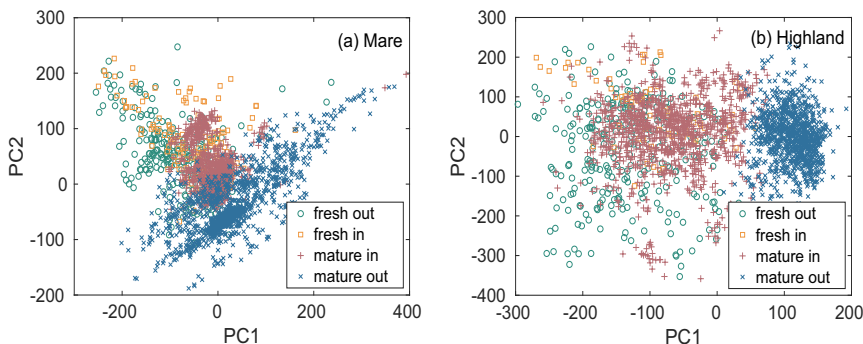 300
200
100
0
-100
-200
-200
0
200
400
PC2
PC1
(a) Mare
fresh out
fresh in
mature in
mature out
300
200
100
0
-100
-200
-300
-400
-300
-200
-100
0
100
200
PC2
PC1
(b) Highland
fresh out
fresh in
mature in
mature out